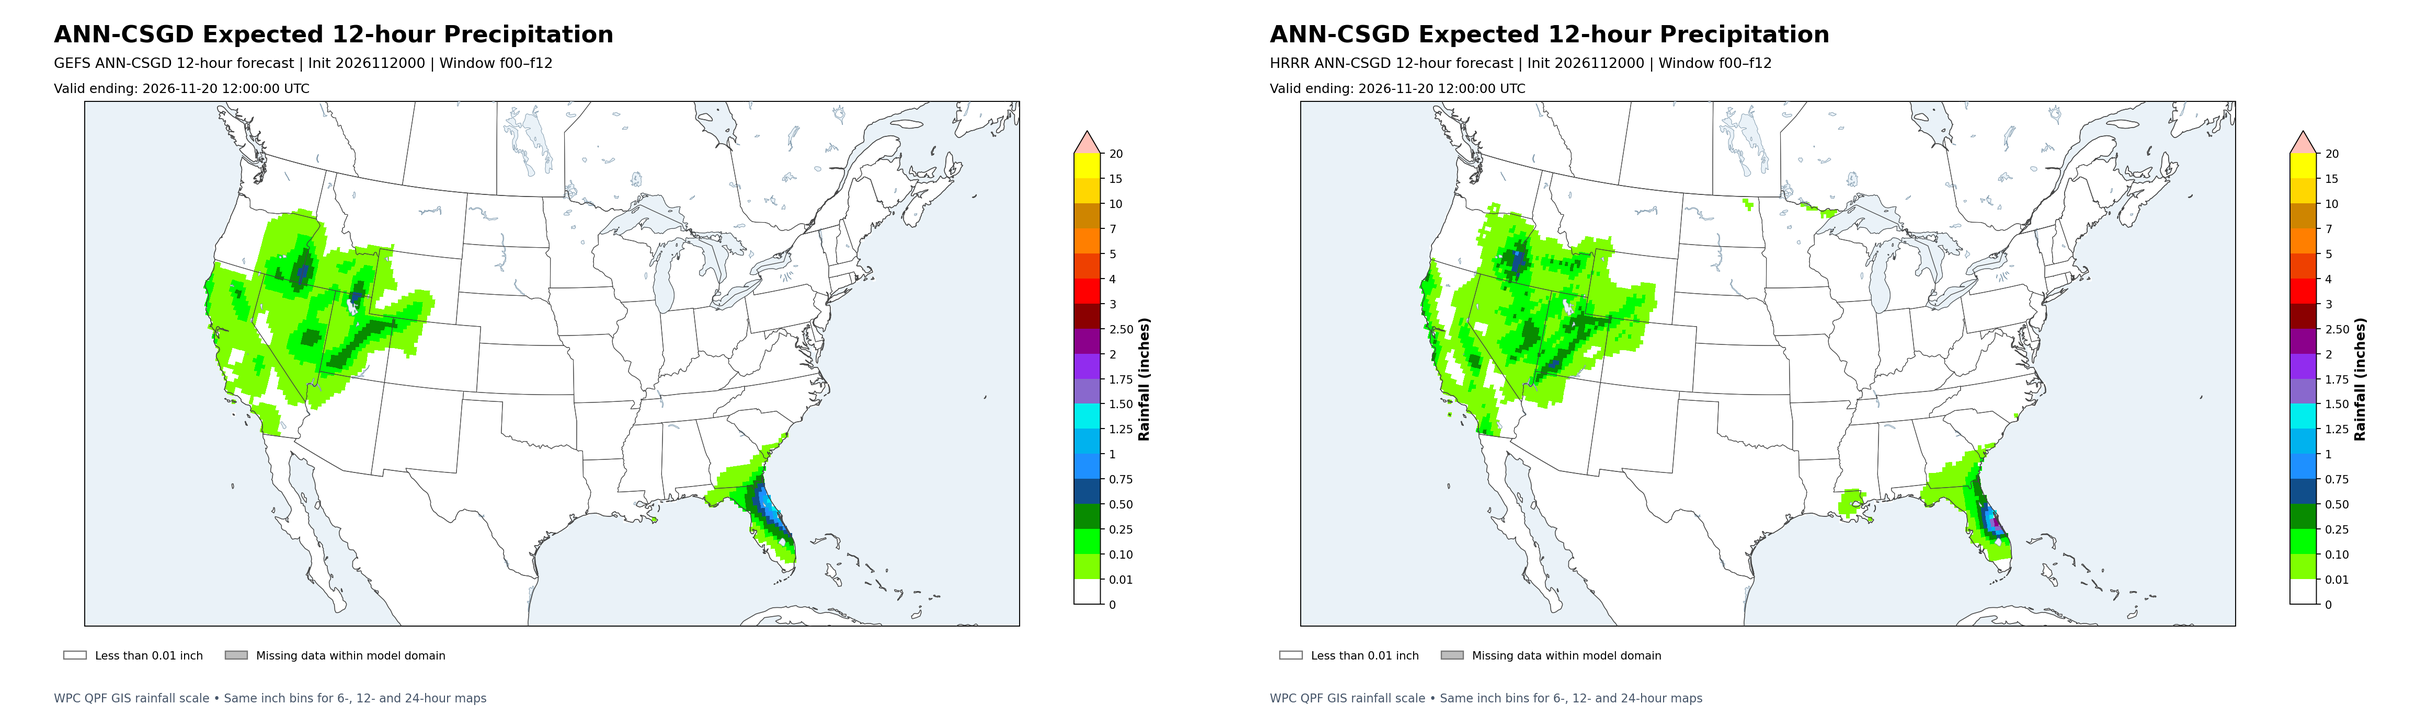 ANN-CSGD Expected 12-hour Precipitation
GEFS ANN-CSGD 12-hour forecast | Init 2026112000 | Window f00–f12
Valid ending: 2026-11-20 12:00:00 UTC
20
15
10
7
5
4
3
2.50
2
1.75
1.50
1.25
1
0.75
0.50
0.25
0.10
0.01
0
Rainfall (inches)
Less than 0.01 inch
Missing data within model domain
WPC QPF GIS rainfall scale • Same inch bins for 6-, 12- and 24-hour maps
ANN-CSGD Expected 12-hour Precipitation
HRRR ANN-CSGD 12-hour forecast | Init 2026112000 | Window f00–f12
Valid ending: 2026-11-20 12:00:00 UTC
20
15
10
7
5
4
3
2.50
2
1.75
1.50
1.25
1
0.75
0.50
0.25
0.10
0.01
0
Rainfall (inches)
Less than 0.01 inch
Missing data within model domain
WPC QPF GIS rainfall scale • Same inch bins for 6-, 12- and 24-hour maps